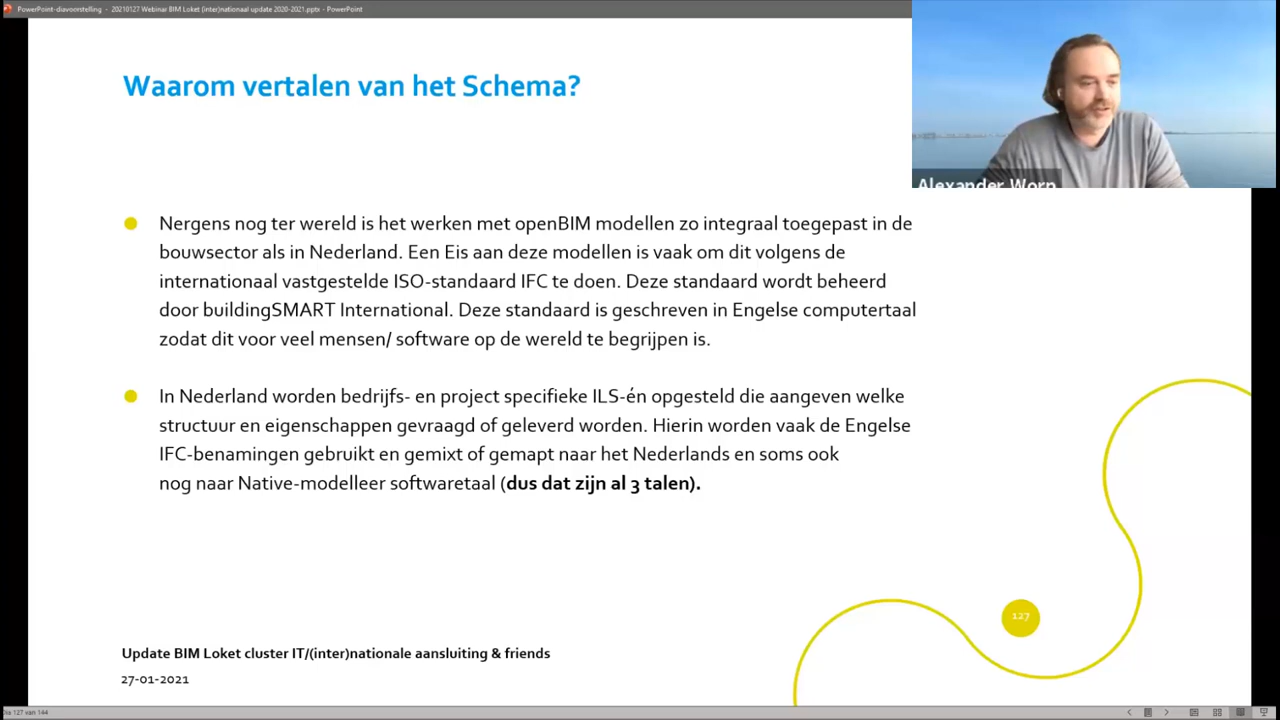 PowerPoint-diavoorstelling - 20210127 Webinar BIM Loket (inter)nationaal update 2020-2021.pptx - PowerPoint
Waarom vertalen van het Schema?
Alexander Worp
Nergens nog ter wereld is het werken met openBIM modellen zo integraal toegepast in de
bouwsector als in Nederland. Een Eis aan deze modellen is vaak om dit volgens de
internationaal vastgestelde ISO-standaard IFC te doen. Deze standaard wordt beheerd
door buildingSMART International. Deze standaard is geschreven in Engelse computertaal
zodat dit voor veel mensen/ software op de wereld te begrijpen is.
In Nederland worden bedrijfs- en project specifieke ILS-én opgesteld die aangeven welke
structuur en eigenschappen gevraagd of geleverd worden. Hierin worden vaak de Engelse
IFC-benamingen gebruikt en gemixt of gemapt naar het Nederlands en soms ook
nog naar Native-modelleer softwaretaal (dus dat zijn al 3 talen).
127
Update BIM Loket cluster IT/(inter)nationale aansluiting & friends
27-01-2021
Dia 127 van 144